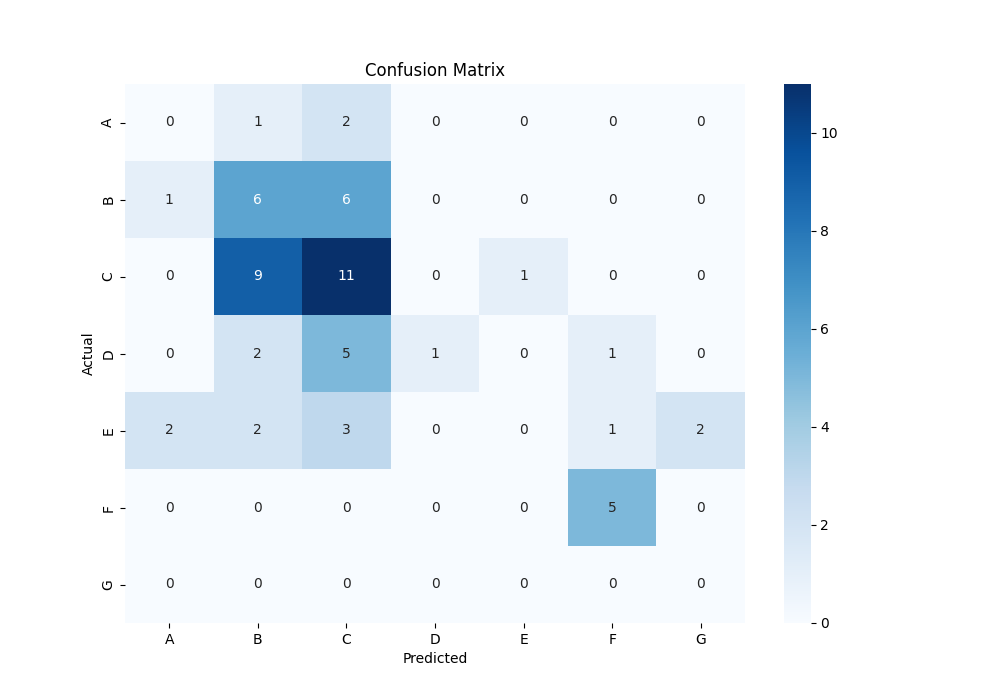 Confusion Matrix
Actual
A 0 1 2 0 0 0 0
B 1 6 6 0 0 0 0
C 0 9 11 0 1 0 0
D 0 2 5 1 0 1 0
E 2 2 3 0 0 1 2
F 0 0 0 0 0 5 0
G 0 0 0 0 0 0 0
A B C D E F G
Predicted
10
8
6
4
2
0